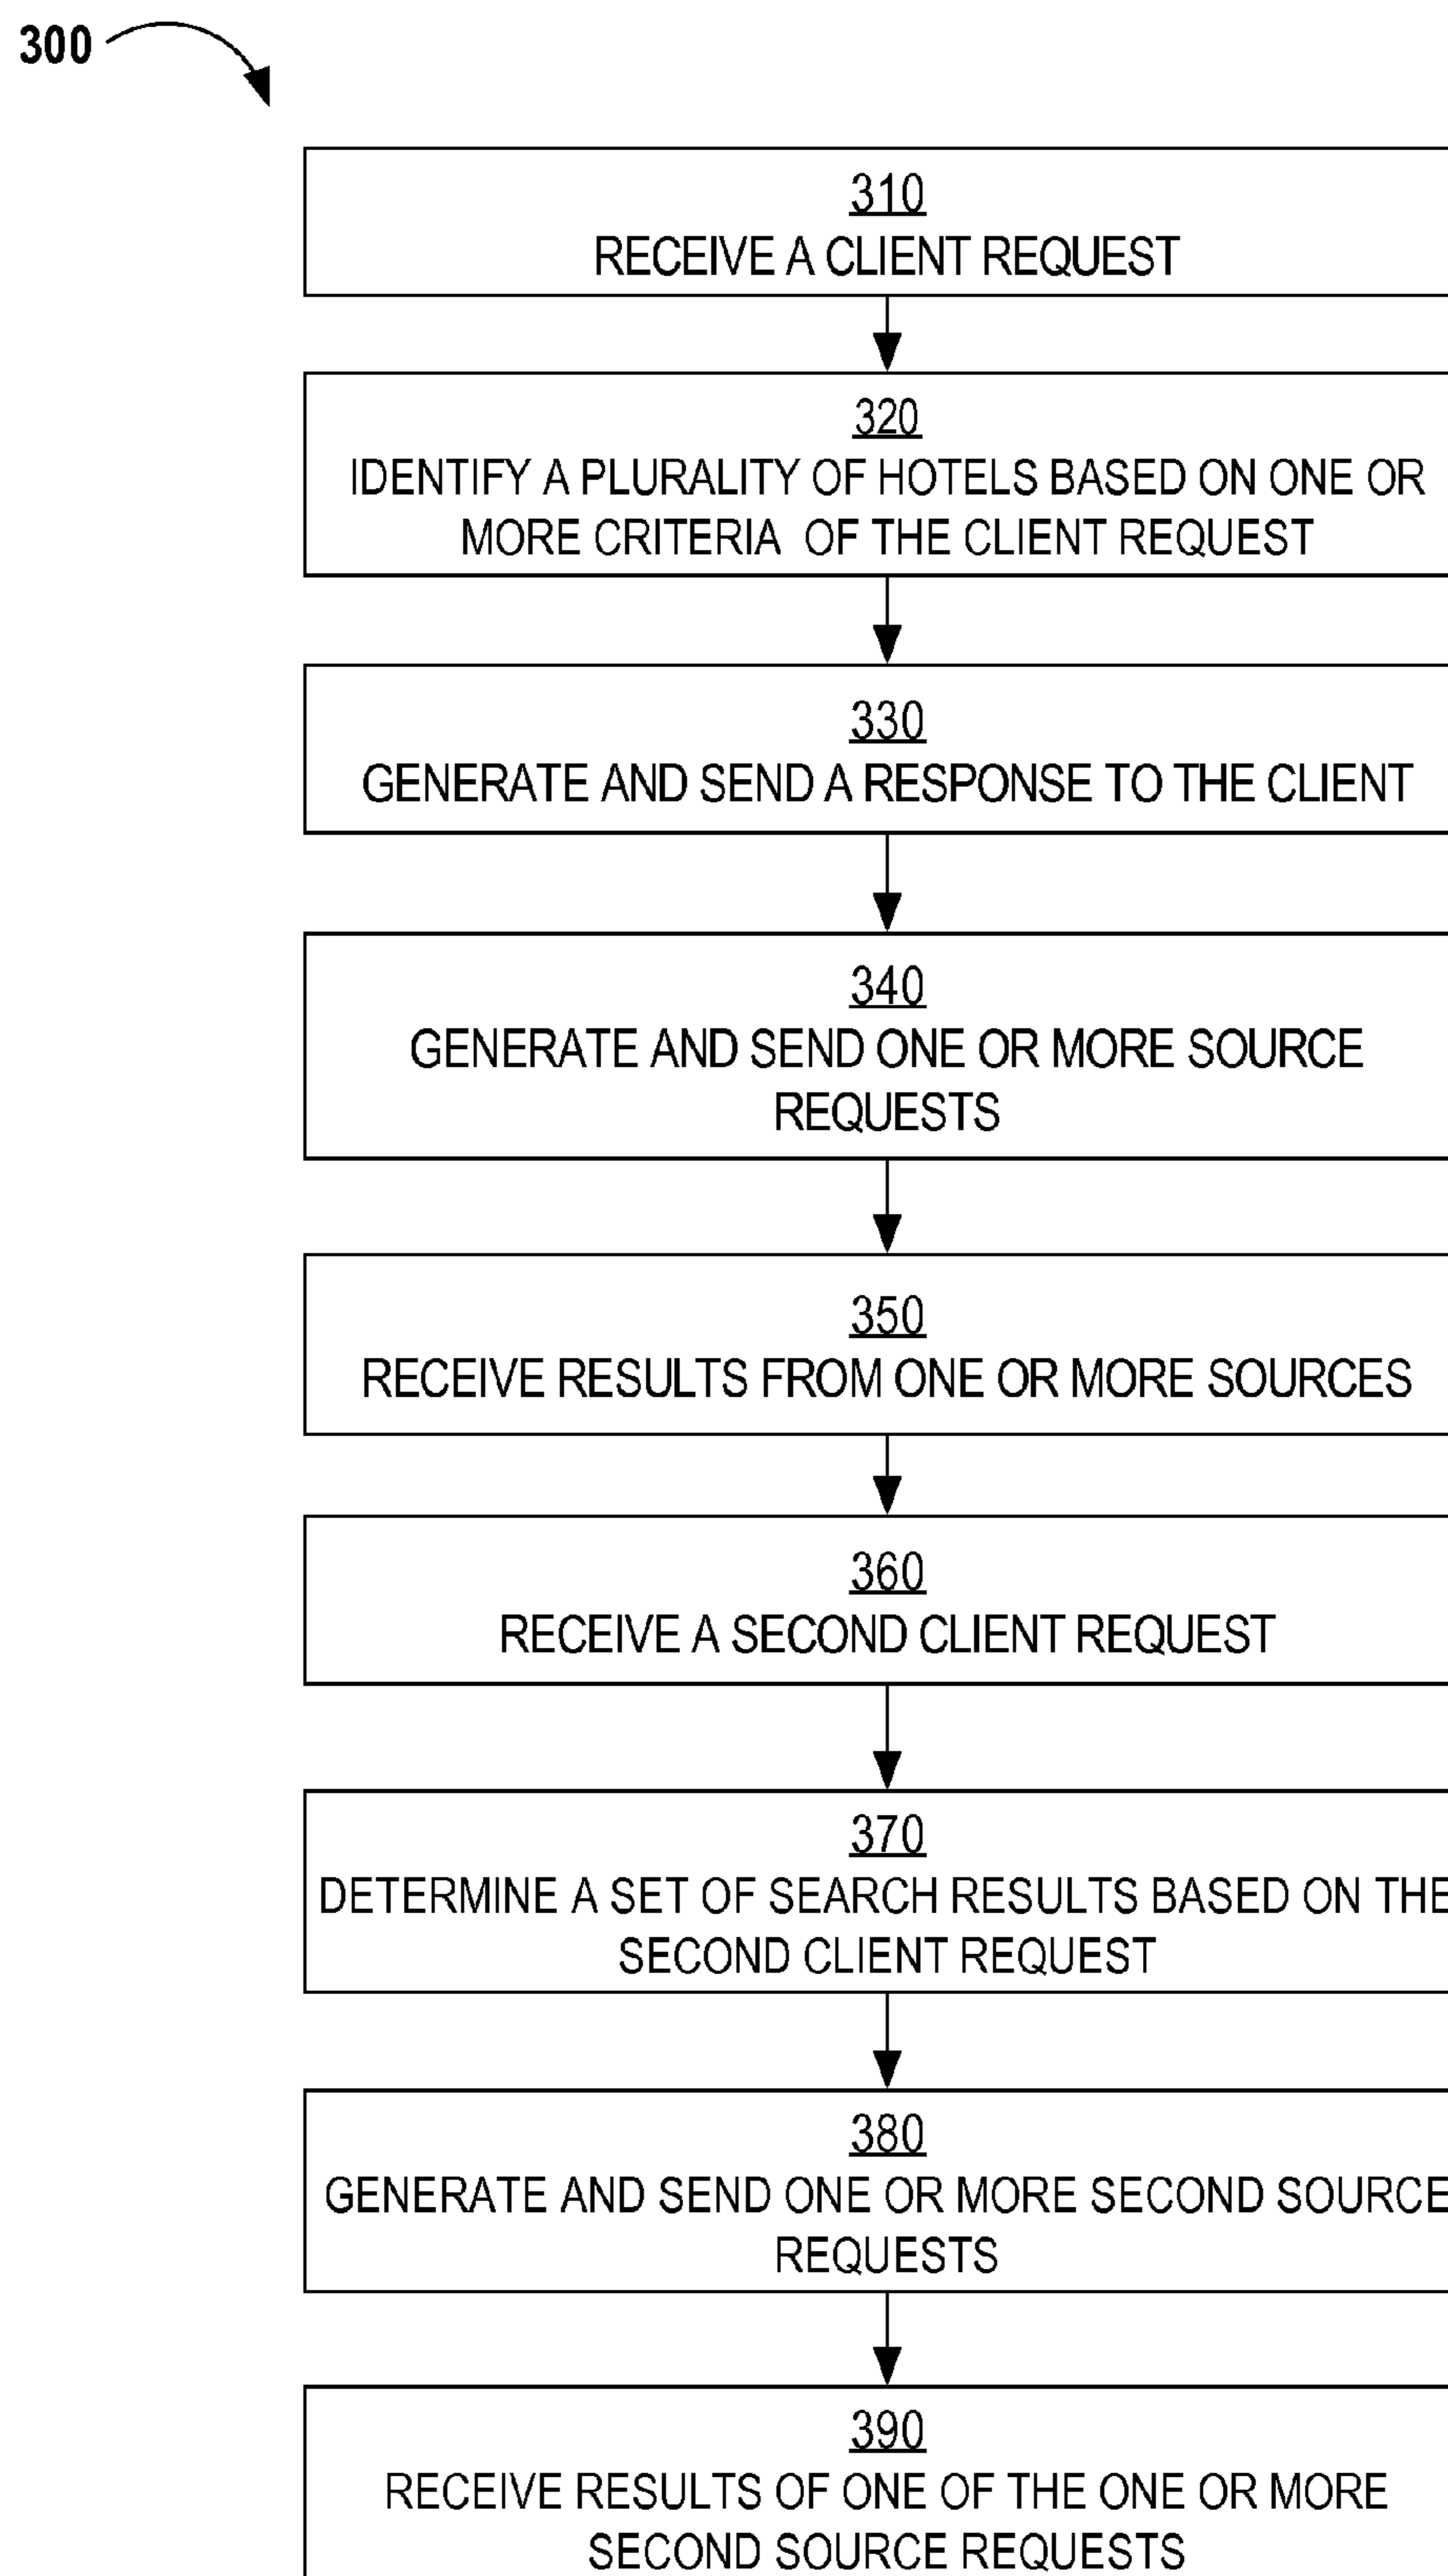 300
310
RECEIVE A CLIENT REQUEST
320
IDENTIFY A PLURALITY OF HOTELS BASED ON ONE OR
MORE CRITERIA OF THE CLIENT REQUEST
330
GENERATE AND SEND A RESPONSE TO THE CLIENT
340
GENERATE AND SEND ONE OR MORE SOURCE
REQUESTS
350
RECEIVE RESULTS FROM ONE OR MORE SOURCES
360
RECEIVE A SECOND CLIENT REQUEST
370
DETERMINE A SET OF SEARCH RESULTS BASED ON THE
SECOND CLIENT REQUEST
380
GENERATE AND SEND ONE OR MORE SECOND SOURCE
REQUESTS
390
RECEIVE RESULTS OF ONE OF THE ONE OR MORE
SECOND SOURCE REQUESTS